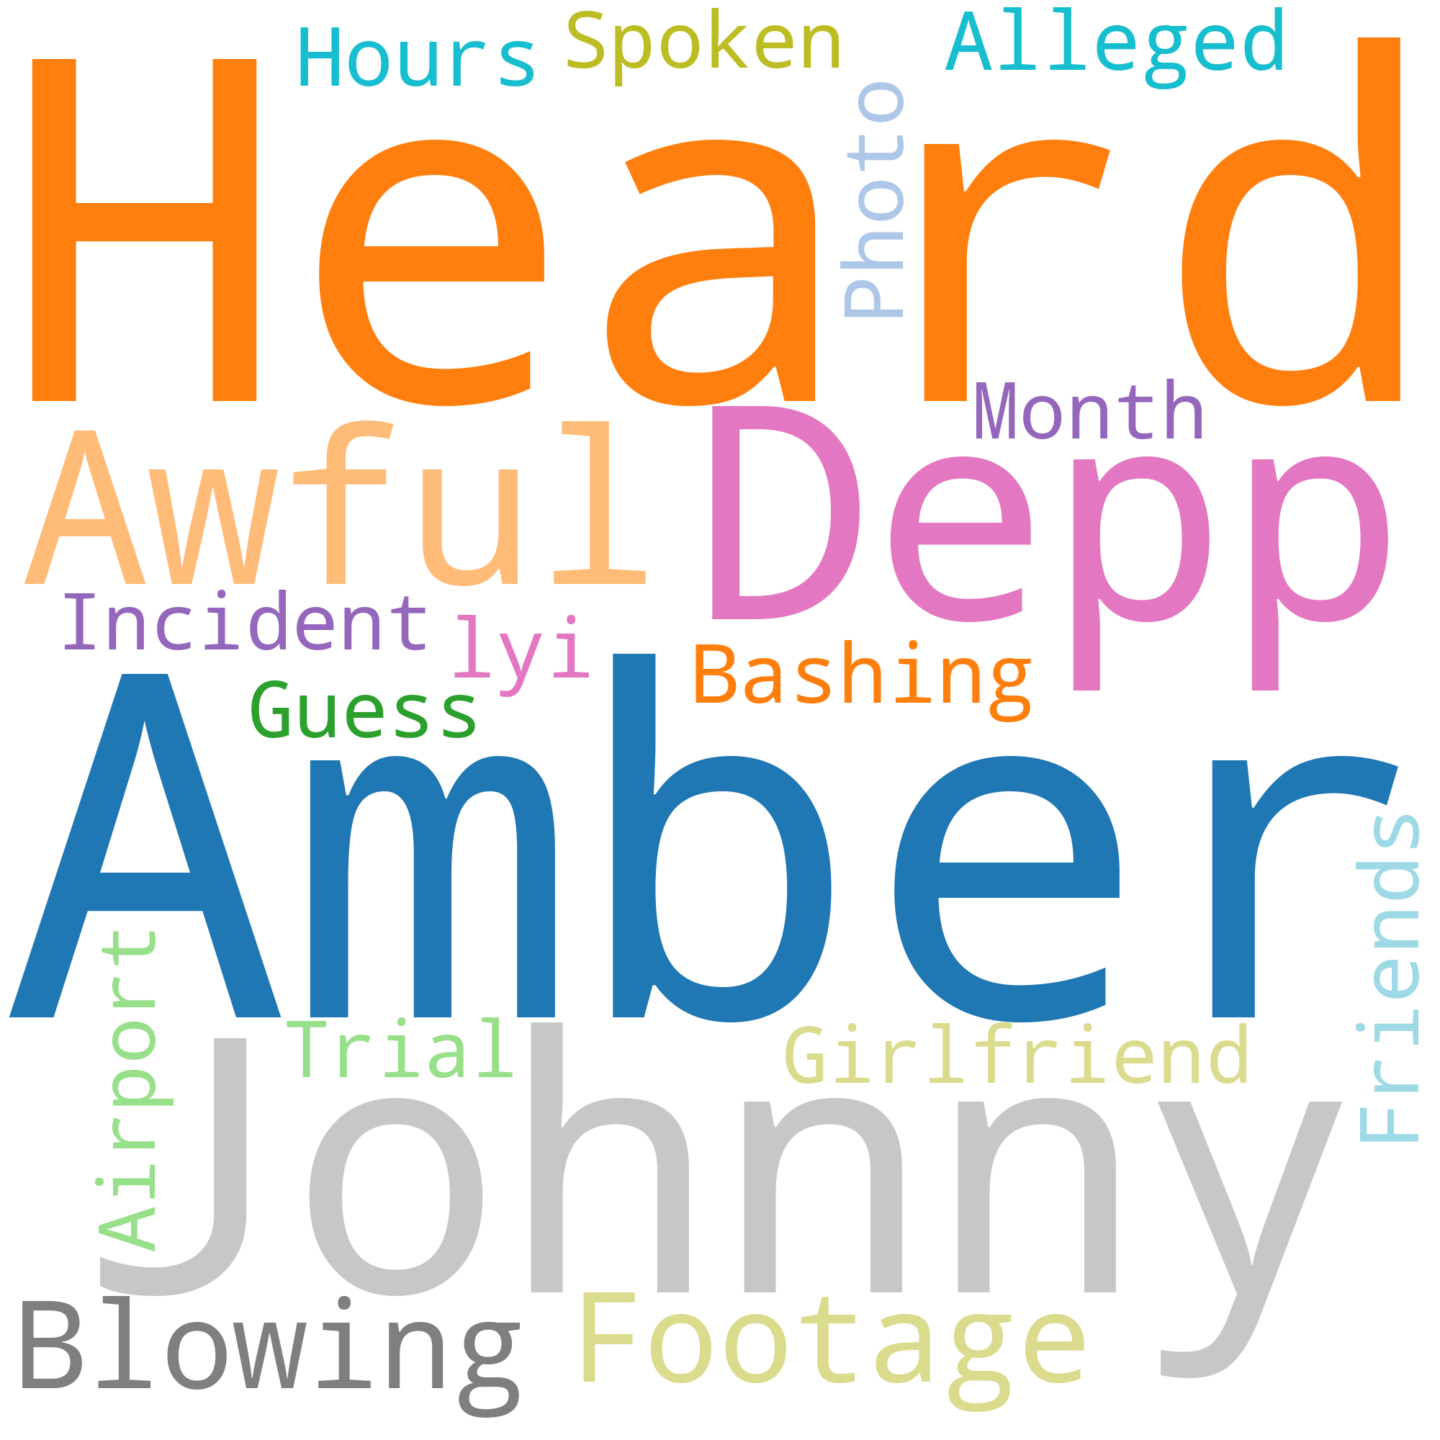 Hours
Spoken
Alleged
Heard
Photo
Month
Awful
Depp
Incident
lyi
Bashing
Guess
Amber
Friends
Airport
Trial
Girlfriend
Johnny
Blowing
Footage